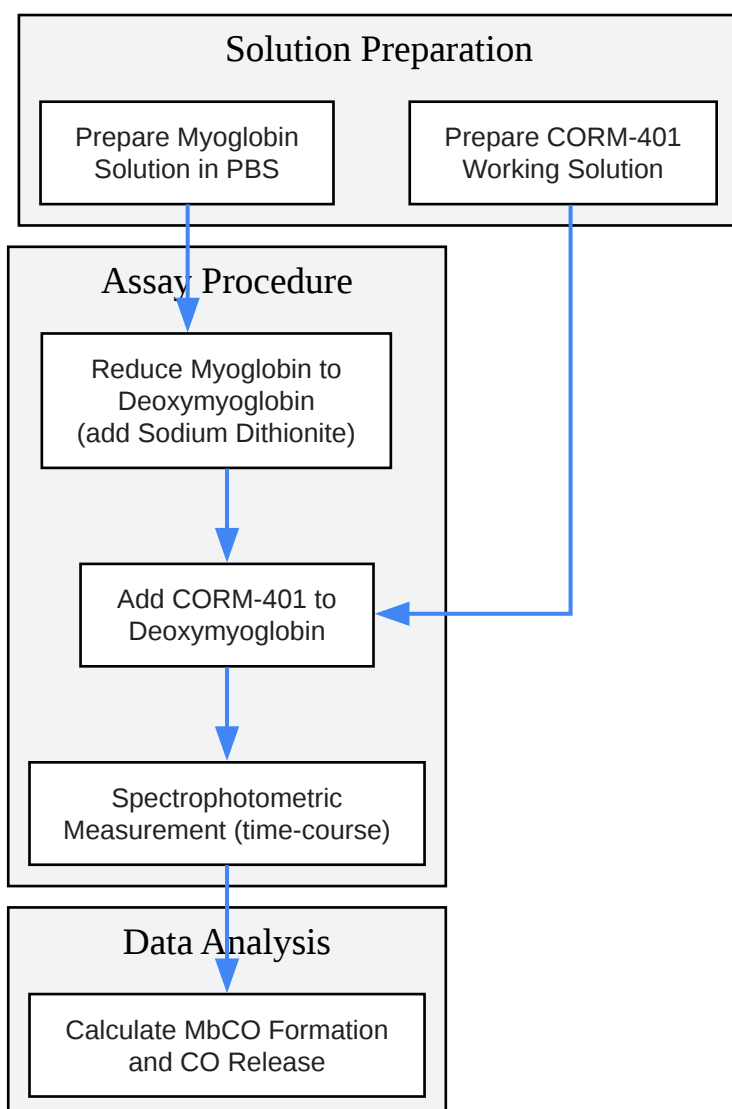 Solution Preparation
Prepare Myoglobin
Solution in PBS
Prepare CORM-401
Working Solution
Assay Procedure
Reduce Myoglobin to
Deoxymyoglobin
(add Sodium Dithionite)
Add CORM-401 to
Deoxymyoglobin
Spectrophotometric
Measurement (time-course)
Data Analysis
Calculate MbCO Formation
and CO Release